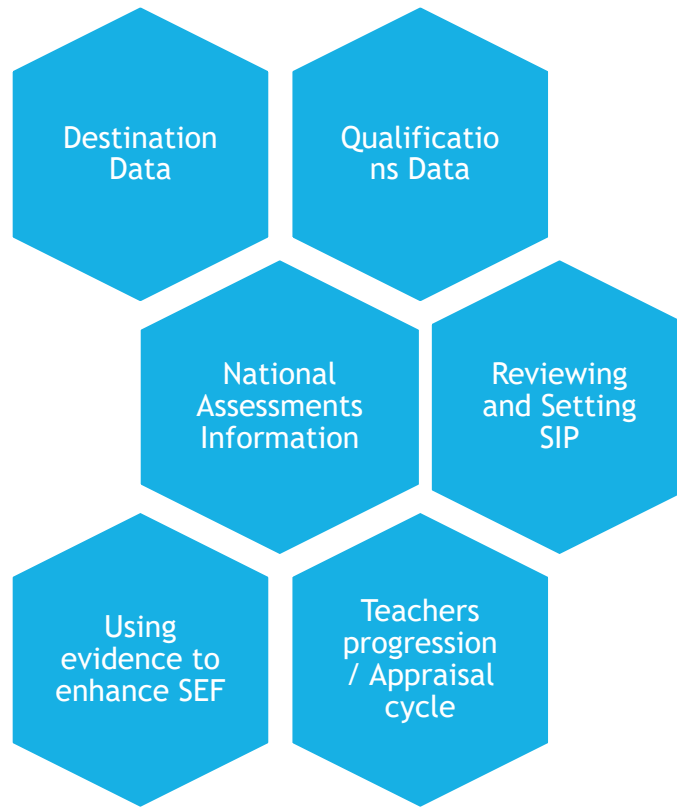 Destination
Data
Qualificatio
ns Data
National
Assessments
Information
Reviewing
and Setting
SIP
Using
evidence to
enhance SEF
Teachers
progression
/ Appraisal
cycle